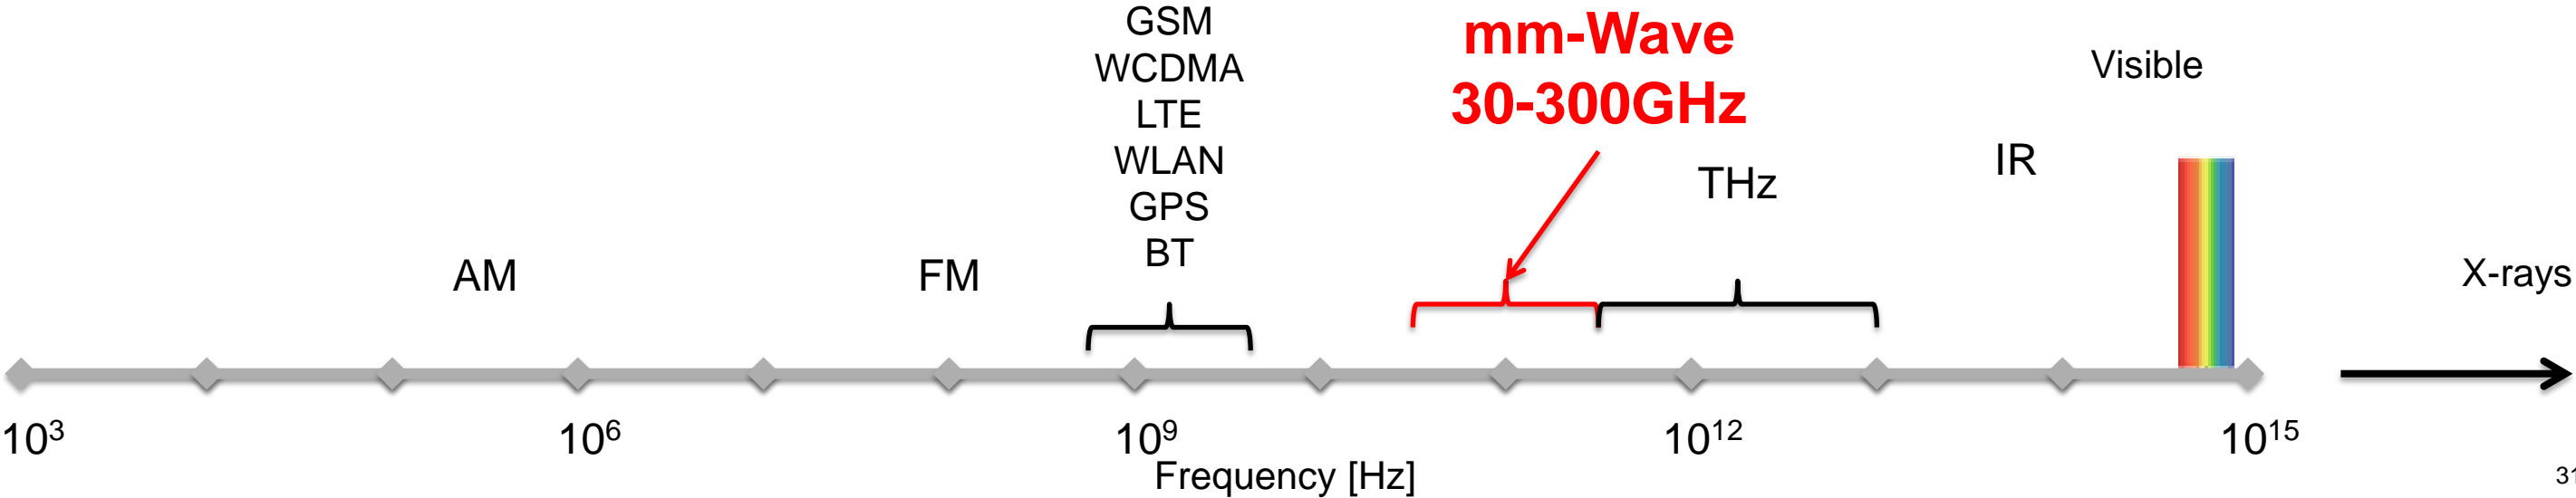 GSM
WCDMA
LTE
WLAN
GPS
BT
mm-Wave
30-300GHz
Visible
THz
IR
AM
FM
X-rays
10³
10⁶
10⁹
10¹²
10¹⁵
Frequency [Hz]
31